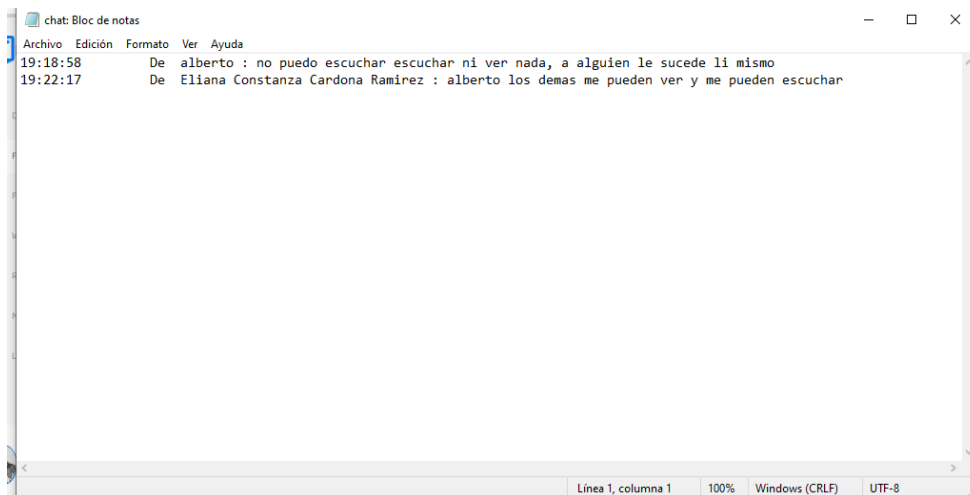 chat: Bloc de notas
Archivo Edición Formato Ver Ayuda
19:18:58 De alberto : no puedo escuchar escuchar ni ver nada, a alguien le sucede li mismo
19:22:17 De Eliana Constanza Cardona Ramirez : alberto los demas me pueden ver y me pueden escuchar
Línea 1, columna 1 100% Windows (CRLF) UTF-8